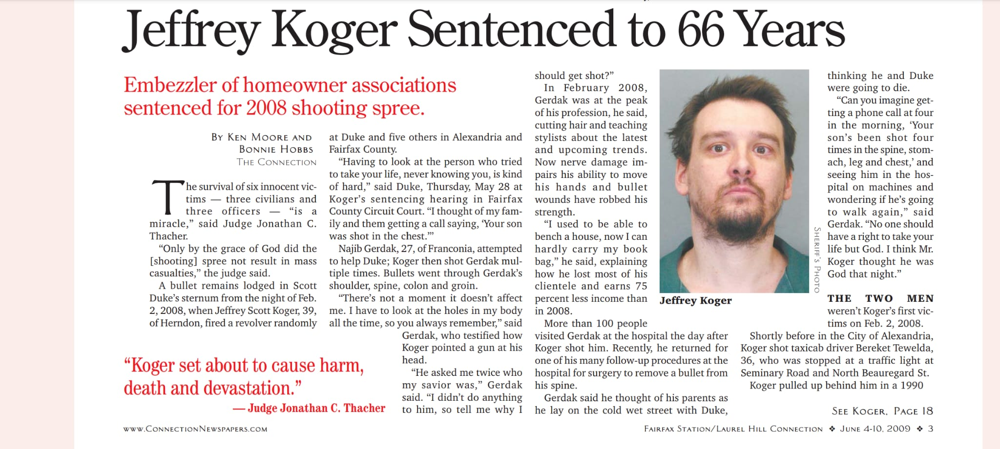 Jeffrey Koger Sentenced to 66 Years
Embezzler of homeowner associations
sentenced for 2008 shooting spree.
By Ken Moore and
Bonnie Hobbs
The Connection
The survival of six innocent vic-
tims — three civilians and
three officers — “is a
miracle,” said Judge Jonathan C.
Thacher.
“Only by the grace of God did the
[shooting] spree not result in mass
casualties,” the judge said.
A bullet remains lodged in Scott
Duke’s sternum from the night of Feb.
2, 2008, when Jeffrey Scott Koger, 39,
of Herndon, fired a revolver randomly
“Koger set about to cause harm,
death and devastation.”
— Judge Jonathan C. Thacher
at Duke and five others in Alexandria and
Fairfax County.
“Having to look at the person who tried
to take your life, never knowing you, is kind
of hard,” said Duke, Thursday, May 28 at
Koger’s sentencing hearing in Fairfax
County Circuit Court. “I thought of my fam-
ily and them getting a call saying, ‘Your son
was shot in the chest.’”
Najib Gerdak, 27, of Franconia, attempted
to help Duke; Koger then shot Gerdak mul-
tiple times. Bullets went through Gerdak’s
shoulder, spine, colon and groin.
“There’s not a moment it doesn’t affect
me. I have to look at the holes in my body
all the time, so you always remember,” said
Gerdak, who testified how
Koger pointed a gun at his
head.
“He asked me twice who
my savior was,” Gerdak
said. “I didn’t do anything
to him, so tell me why I
should get shot?”
In February 2008,
Gerdak was at the peak
of his profession, he said,
cutting hair and teaching
stylists about the latest
and upcoming trends.
Now nerve damage im-
pairs his ability to move
his hands and bullet
wounds have robbed his
strength.
“I used to be able to
bench a house, now I can
hardly carry my book
bag,” he said, explaining
how he lost most of his
clientele and earns 75
percent less income than
in 2008.
More than 100 people
visited Gerdak at the hospital the day after
Koger shot him. Recently, he returned for
one of his many follow-up procedures at the
hospital for surgery to remove a bullet from
his spine.
Gerdak said he thought of his parents as
he lay on the cold wet street with Duke,
Sheriff’s Photo
Jeffrey Koger
thinking he and Duke
were going to die.
“Can you imagine get-
ting a phone call at four
in the morning, ‘Your
son’s been shot four
times in the spine, stom-
ach, leg and chest,’ and
seeing him in the hos-
pital on machines and
wondering if he’s going
to walk again,” said
Gerdak. “No one should
have a right to take your
life but God. I think Mr.
Koger thought he was
God that night.”
THE TWO MEN
weren’t Koger’s first vic-
tims on Feb. 2, 2008.
Shortly before in the City of Alexandria,
Koger shot taxicab driver Bereket Tewelda,
36, who was stopped at a traffic light at
Seminary Road and North Beauregard St.
Koger pulled up behind him in a 1990
See Koger, Page 18
www.ConnectionNewspapers.com
Fairfax Station/Laurel Hill Connection ❖ June 4-10, 2009 ❖ 3